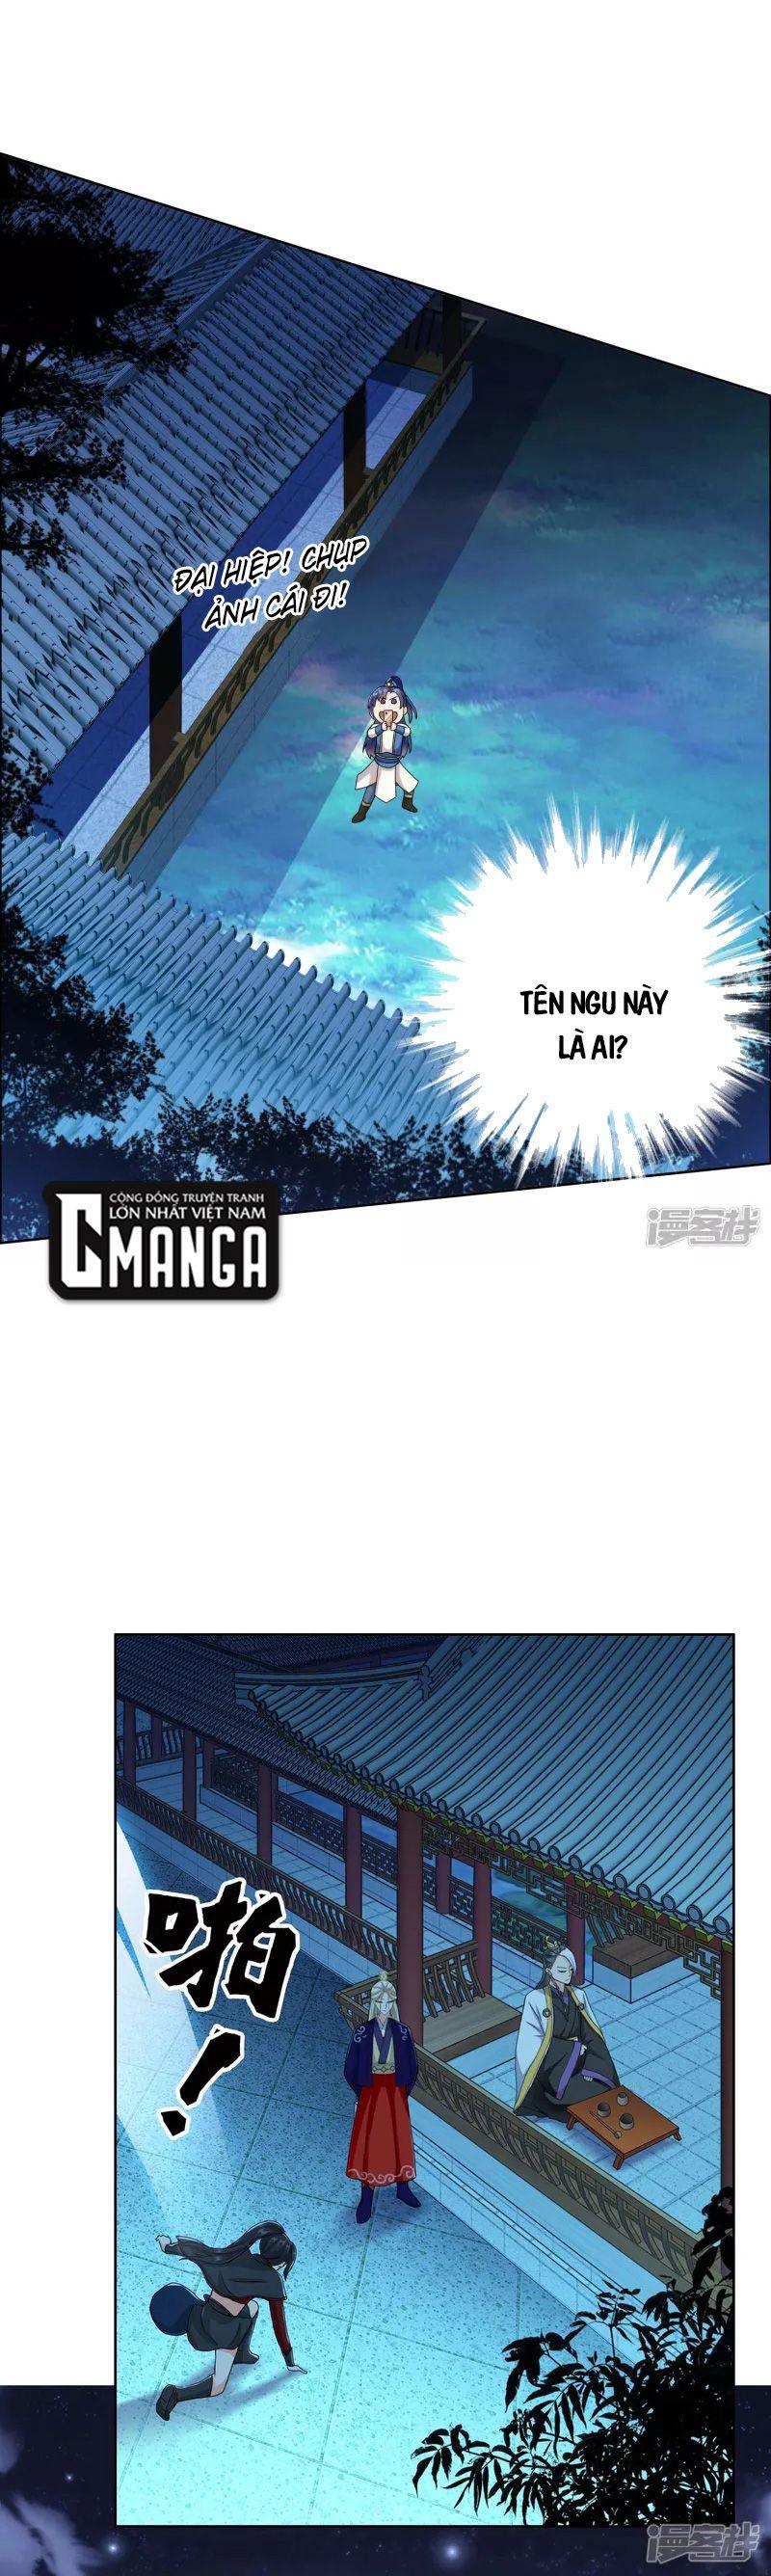 ĐẠI HIỆP! CHỤP
ẢNH CÁI ĐI!
TÊN NGU NÀY
LÀ AI?
CỘNG ĐỒNG TRUYỆN TRANH
LỚN NHẤT VIỆT NAM
CMANGA
漫客栈
啪!
漫客栈